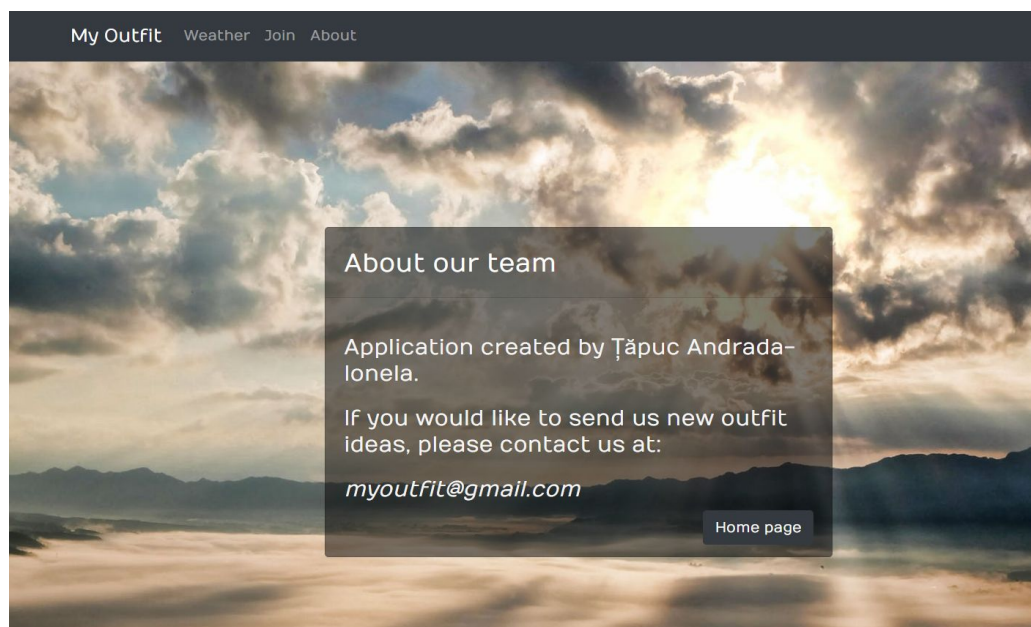 My Outfit Weather Join About
About our team
Application created by Țăpuc Andrada-
Ionela.
If you would like to send us new outfit
ideas, please contact us at:
myoutfit@gmail.com
Home page